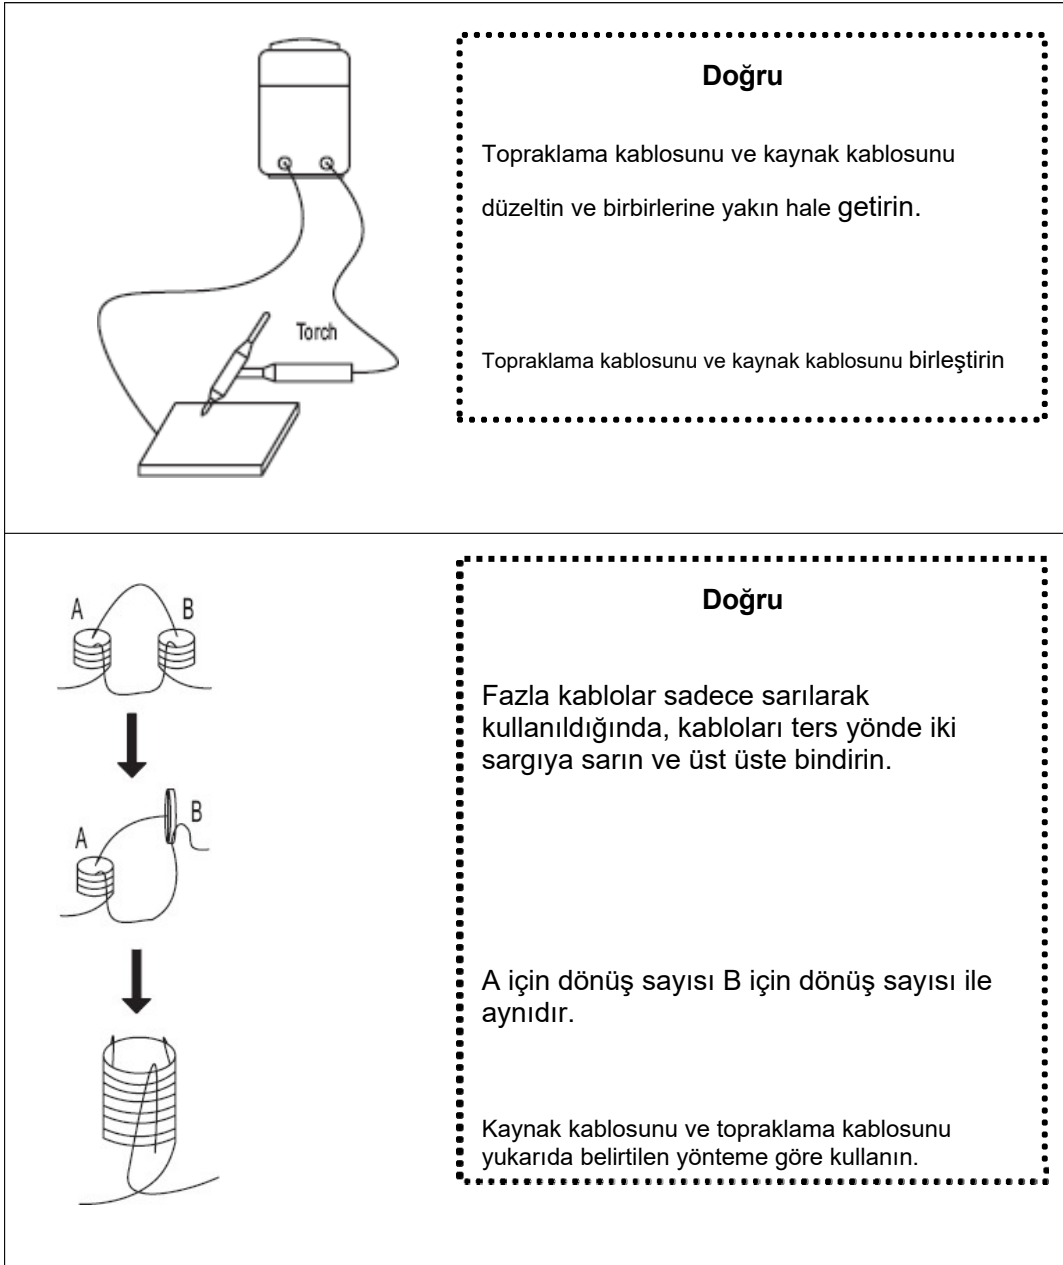 Doğru
Topraklama kablosunu ve kaynak kablosunu
düzeltin ve birbirlerine yakın hale getirin.
Torch
Topraklama kablosunu ve kaynak kablosunu birleştirin
A B
Doğru
Fazla kablolar sadece sarılarak
kullanıldığında, kabloları ters yönde iki
sargıya sarın ve üst üste bindirin.
A B
A için dönüş sayısı B için dönüş sayısı ile
aynıdır.
Kaynak kablosunu ve topraklama kablosunu
yukarıda belirtilen yönteme göre kullanın.